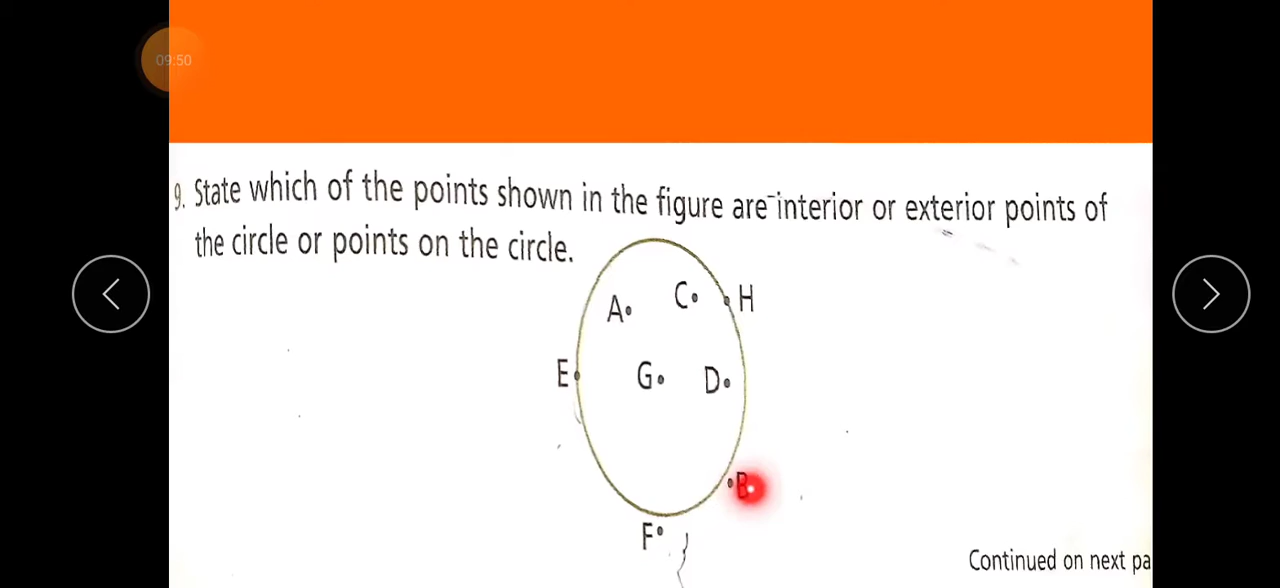 09:50
9. State which of the points shown in the figure are interior or exterior points of
the circle or points on the circle.
A
C
H
E
G
D
B
F
Continued on next pa